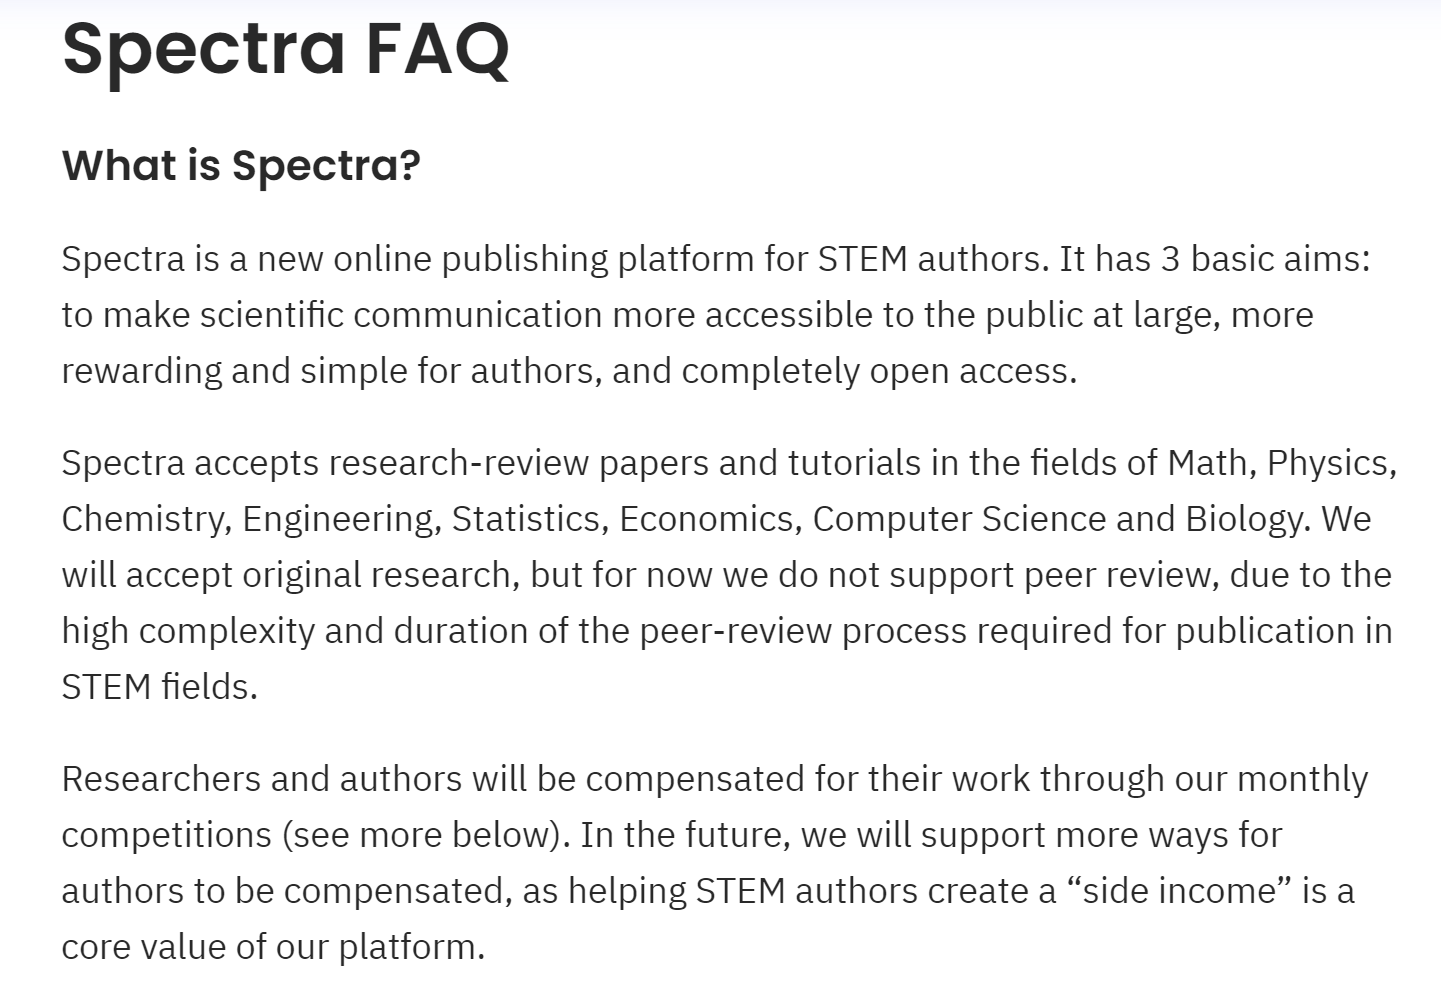 Spectra FAQ
What is Spectra?
Spectra is a new online publishing platform for STEM authors. It has 3 basic aims:
to make scientific communication more accessible to the public at large, more
rewarding and simple for authors, and completely open access.
Spectra accepts research-review papers and tutorials in the fields of Math, Physics,
Chemistry, Engineering, Statistics, Economics, Computer Science and Biology. We
will accept original research, but for now we do not support peer review, due to the
high complexity and duration of the peer-review process required for publication in
STEM fields.
Researchers and authors will be compensated for their work through our monthly
competitions (see more below). In the future, we will support more ways for
authors to be compensated, as helping STEM authors create a “side income” is a
core value of our platform.